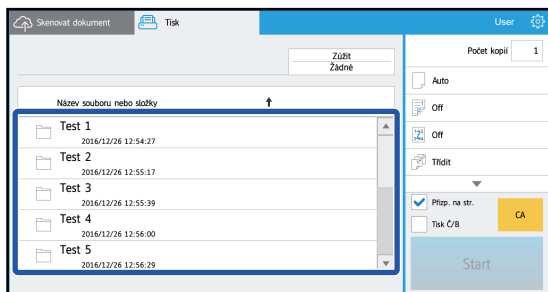 Skenovat dokument
Tisk
User
Zúžit
Žádné
Název souboru nebo složky
Test 1
2016/12/26 12:54:27
Test 2
2016/12/26 12:55:17
Test 3
2016/12/26 12:55:39
Test 4
2016/12/26 12:56:00
Test 5
2016/12/26 12:56:29
Počet kopií 1
Auto
Off
Off
Třídit
Přizp. na str.
Tisk Č/B
CA
Start